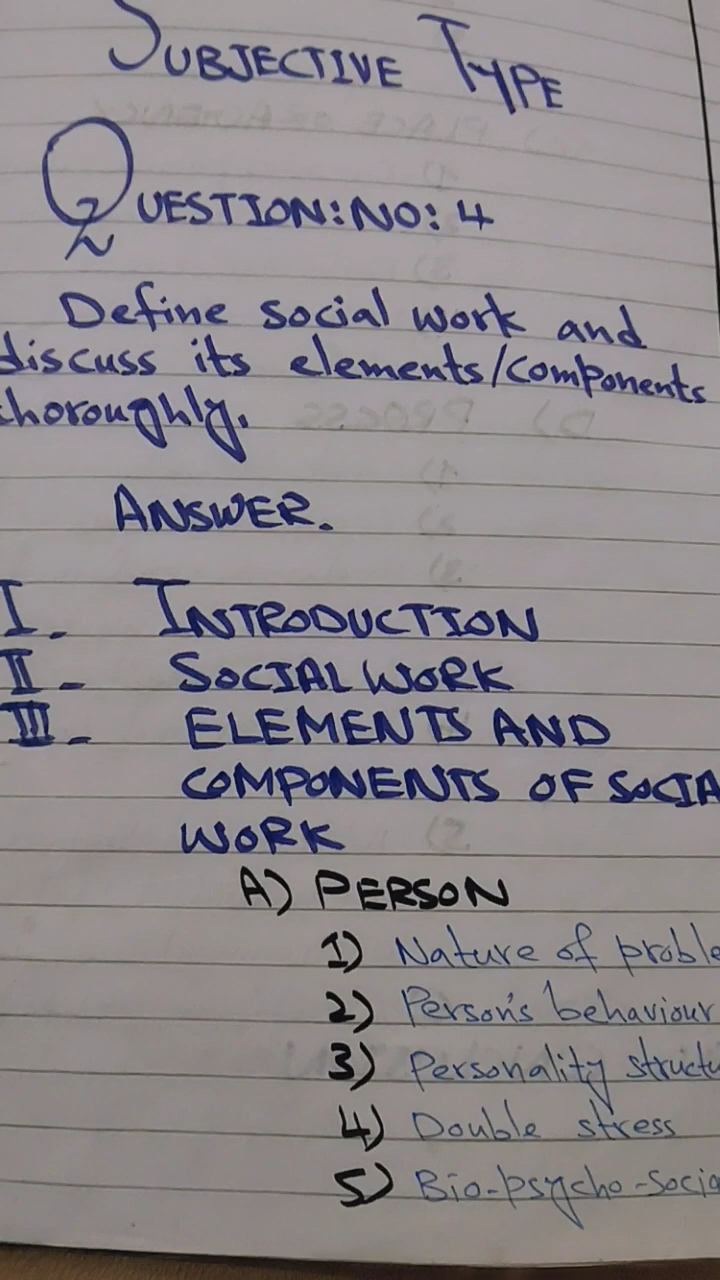 SUBJECTIVE TYPE
QUESTION:NO: 4
Define social work and
discuss its elements/components
thoroughly.
ANSWER.
I. INTRODUCTION
II- SOCIAL WORK
III- ELEMENTS AND
COMPONENTS OF SOCIA
WORK
A) PERSON
1) Nature of proble
2) Person's behaviour
3) Personality structu
4) Double stress
5) Bio-psycho-socia